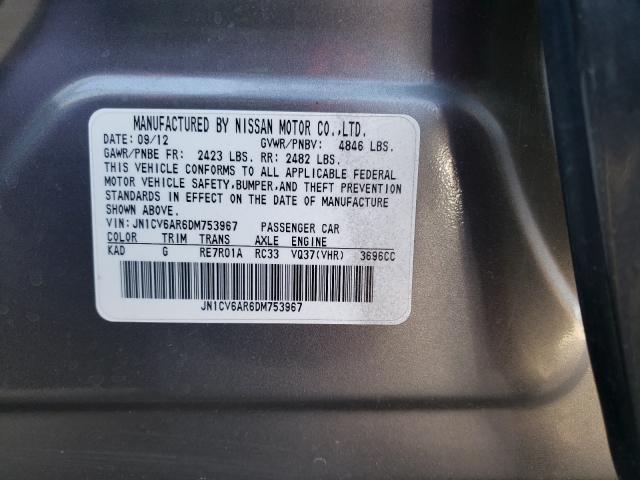 MANUFACTURED BY NISSAN MOTOR CO.,LTD.
DATE: 09/12 GVWR/PNBV: 4846 LBS.
GAWR/PNBE FR: 2423 LBS. RR: 2482 LBS.
THIS VEHICLE CONFORMS TO ALL APPLICABLE FEDERAL
MOTOR VEHICLE SAFETY,BUMPER,AND THEFT PREVENTION
STANDARDS IN EFFECT ON THE DATE OF MANUFACTURE
SHOWN ABOVE.
VIN: JN1CV6AR6DM753967 PASSENGER CAR
COLOR TRIM TRANS AXLE ENGINE
KAD G RE7R01A RC33 VQ37(VHR) 3696CC
JN1CV6AR6DM753967